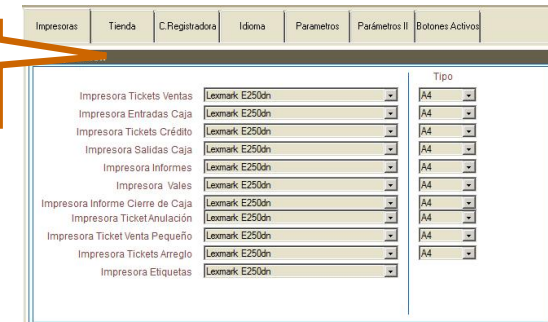 Impresoras Tienda C.Registradora Idioma Parametros Parámetros II Botones Activos
Tipo
Impresora Tickets Ventas Lexmark E250dn A4
Impresora Entradas Caja Lexmark E250dn A4
Impresora Tickets Crédito Lexmark E250dn A4
Impresora Salidas Caja Lexmark E250dn A4
Impresora Informes Lexmark E250dn A4
Impresora Vales Lexmark E250dn A4
Impresora Informe Cierre de Caja Lexmark E250dn A4
Impresora Ticket Anulación Lexmark E250dn A4
Impresora Ticket Venta Pequeño Lexmark E250dn A4
Impresora Tickets Arreglo Lexmark E250dn A4
Impresora Etiquetas Lexmark E250dn